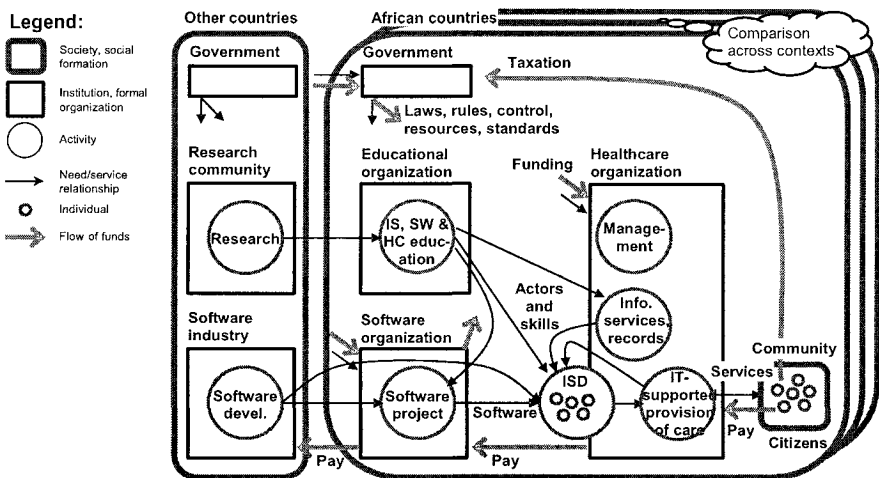 Legend:
Society, social
formation
Institution, formal
organization
Activity
Need/service
relationship
Individual
Flow of funds
Other countries
African countries
Comparison
across contexts
Government
Government
Taxation
Laws, rules, control,
resources, standards
Research
community
Educational
organization
Funding
Healthcare
organization
Research
IS, SW &
HC educ-
ation
Manage-
ment
Actors
and
skills
Info.
services,
records
Software
industry
Software
organization
Community
Services
Software
devel.
Software
project
Software
ISD
IT-
supported
provision
of care
Pay
Citizens
Pay
Pay